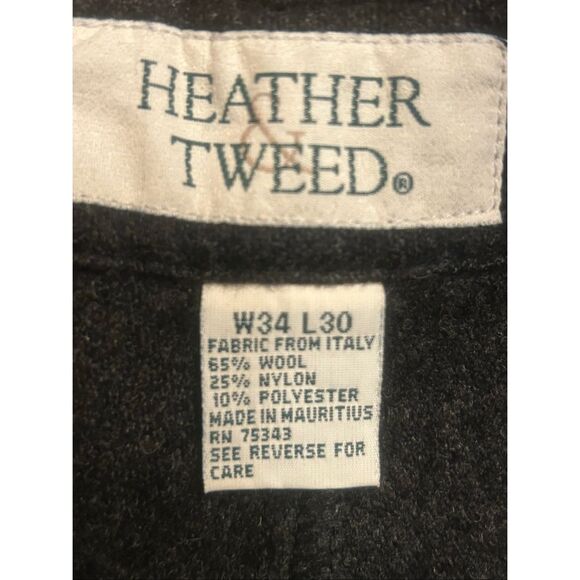 HEATHER
&
TWEED®
W34 L30
FABRIC FROM ITALY
65% WOOL
25% NYLON
10% POLYESTER
MADE IN MAURITIUS
RN 75343
SEE REVERSE FOR
CARE